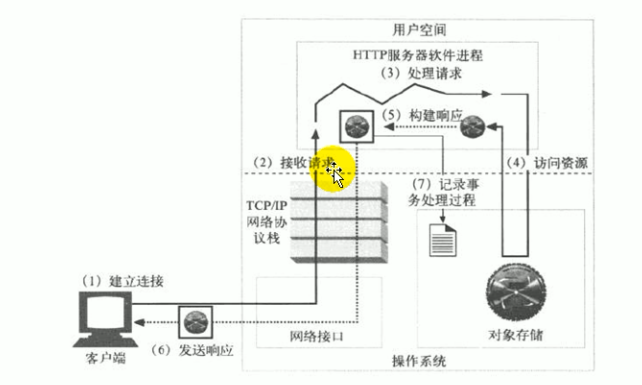 用户空间
HTTP服务器软件进程
(3) 处理请求
(5) 构建响应
(2) 接收请求
(4) 访问资源
(7) 记录事
务处理过程
TCP/IP
网络协
议栈
(1) 建立连接
网络接口
对象存储
(6) 发送响应
客户端
操作系统